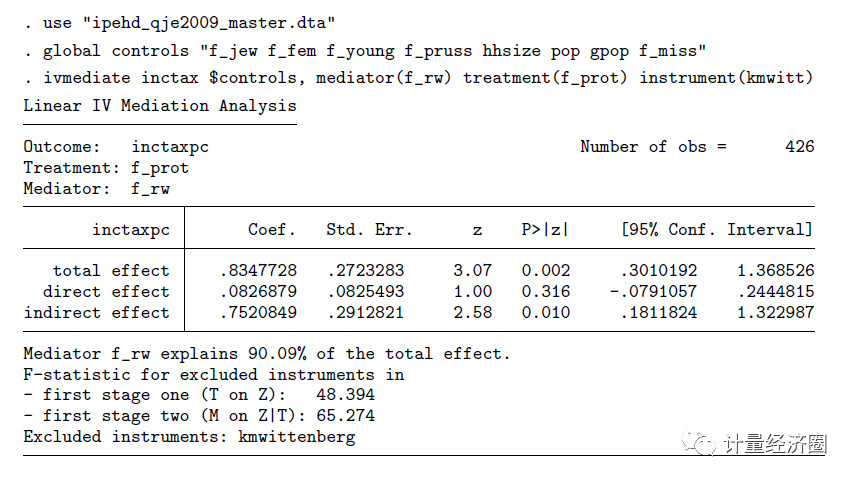 . use "ipehd_qje2009_master.dta"
. global controls "f_jew f_fem f_young f_pruss hhsize pop gpop f_miss"
. ivmediate inctax $controls, mediator(f_rw) treatment(f_prot) instrument(kmwitt)
Linear IV Mediation Analysis
Outcome: inctaxpc Number of obs = 426
Treatment: f_prot
Mediator: f_rw
inctaxpc Coef. Std. Err. z P>|z| [95% Conf. Interval]
total effect .8347728 .2723283 3.07 0.002 .3010192 1.368526
direct effect .0826879 .0825493 1.00 0.316 -.0791057 .2444815
indirect effect .7520849 .2912821 2.58 0.010 .1811824 1.322987
Mediator f_rw explains 90.09% of the total effect.
F-statistic for excluded instruments in
- first stage one (T on Z): 48.394
- first stage two (M on Z|T): 65.274
Excluded instruments: kmwittenberg
计量经济圈